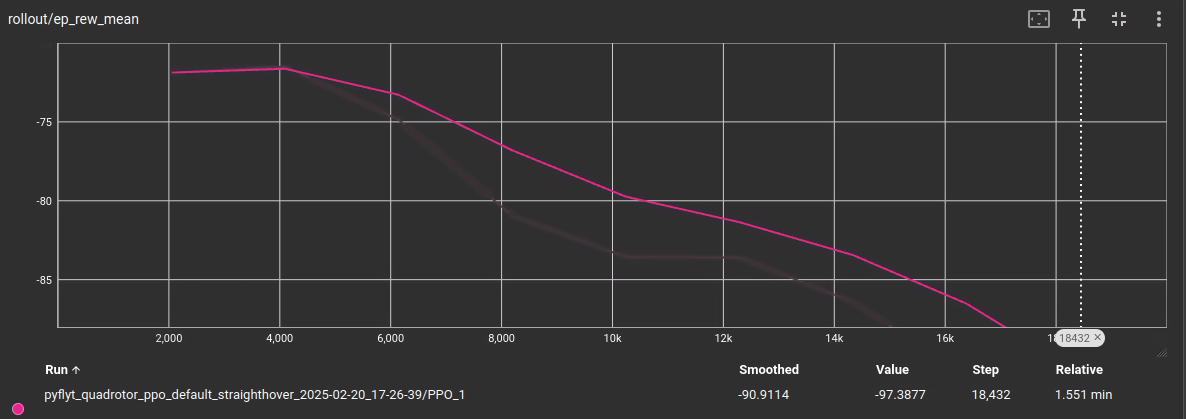 rollout/ep_rew_mean
-75
-80
-85
2,000 4,000 6,000 8,000 10k 12k 14k 16k 18432 ✕
Run ↑ Smoothed Value Step Relative
pyflyt_quadrotor_ppo_default_straighthover_2025-02-20_17-26-39/PPO_1 -90.9114 -97.3877 18,432 1.551 min